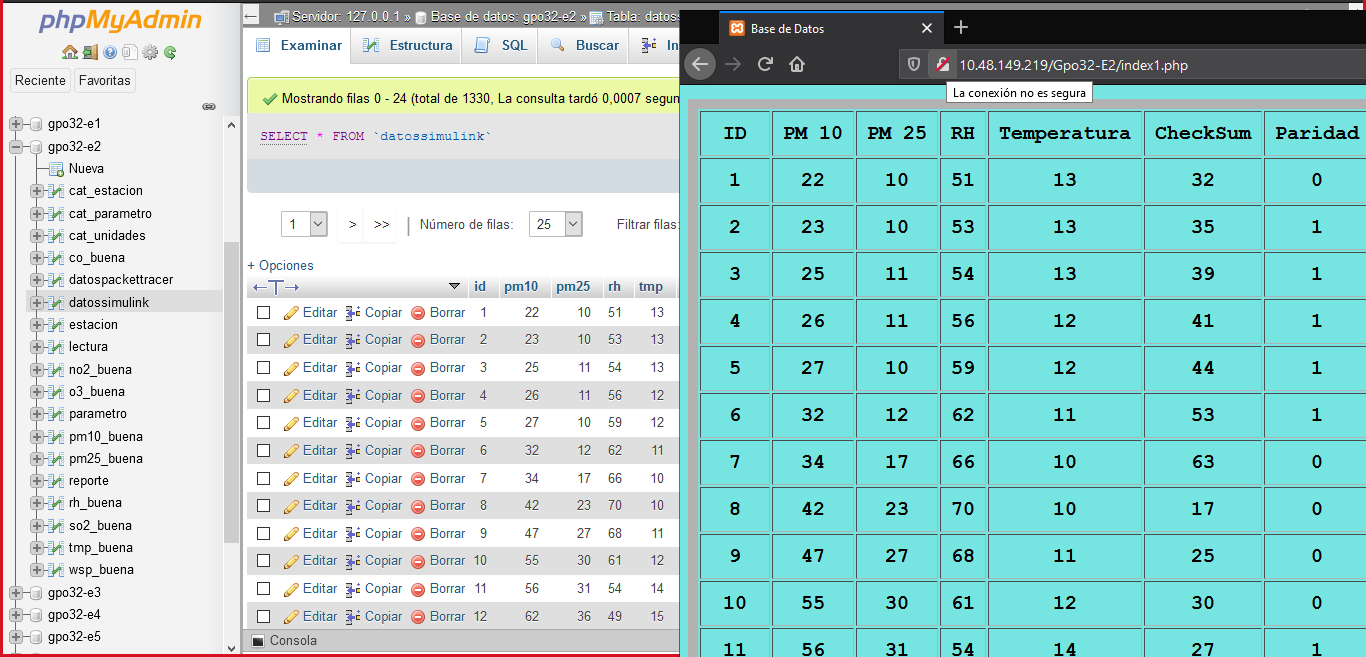 phpMyAdmin
Reciente Favoritas
gpo32-e1
gpo32-e2
Nueva
cat_estacion
cat_parametro
cat_unidades
co_buena
datospackettracer
datossimulink
estacion
lectura
no2_buena
o3_buena
parametro
pm10_buena
pm25_buena
reporte
rh_buena
so2_buena
tmp_buena
wsp_buena
gpo32-e3
gpo32-e4
gpo32-e5
Servidor: 127.0.0.1 » Base de datos: gpo32-e2 » Tabla: datos
Examinar Estructura SQL Buscar In
Mostrando filas 0 - 24 (total de 1330, La consulta tardó 0,0007 segun
SELECT * FROM `datossimulink`
1 > >> | Número de filas: 25 Filtrar filas:
+ Opciones
←T→ id pm10 pm25 rh tmp
Editar Copiar Borrar 1 22 10 51 13
Editar Copiar Borrar 2 23 10 53 13
Editar Copiar Borrar 3 25 11 54 13
Editar Copiar Borrar 4 26 11 56 12
Editar Copiar Borrar 5 27 10 59 12
Editar Copiar Borrar 6 32 12 62 11
Editar Copiar Borrar 7 34 17 66 10
Editar Copiar Borrar 8 42 23 70 10
Editar Copiar Borrar 9 47 27 68 11
Editar Copiar Borrar 10 55 30 61 12
Editar Copiar Borrar 11 56 31 54 14
Editar Copiar Borrar 12 62 36 49 15
Consola
Base de Datos
10.48.149.219/Gpo32-E2/index1.php
La conexión no es segura
ID PM 10 PM 25 RH Temperatura CheckSum Paridad
1 22 10 51 13 32 0
2 23 10 53 13 35 1
3 25 11 54 13 39 1
4 26 11 56 12 41 1
5 27 10 59 12 44 1
6 32 12 62 11 53 1
7 34 17 66 10 63 0
8 42 23 70 10 17 0
9 47 27 68 11 25 0
10 55 30 61 12 30 0
11 56 31 54 14 27 1